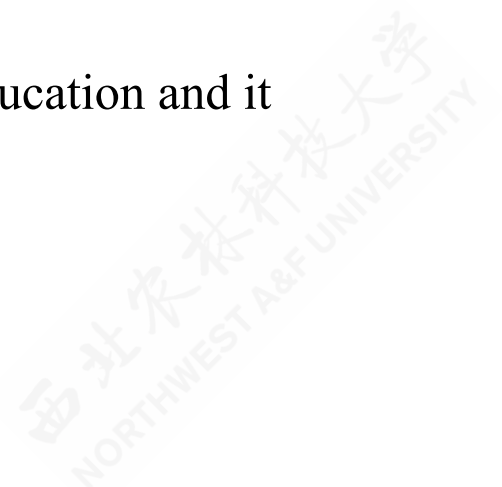 ucation and it
西北农林科技大学
NORTHWEST A&F UNIVERSITY